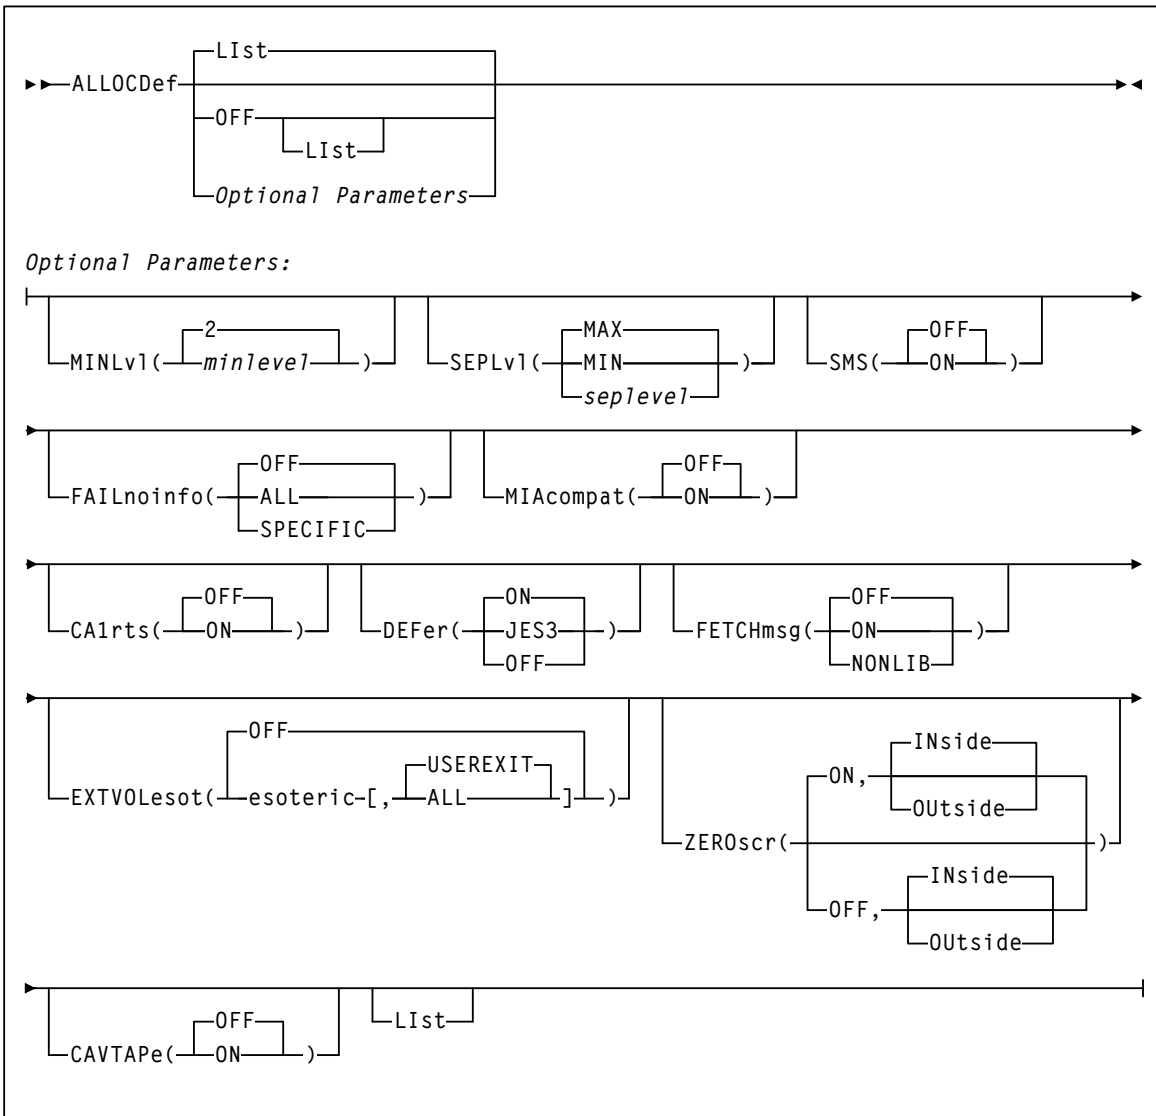 LIst
ALLOCDef
OFF
LIst
Optional Parameters
Optional Parameters:
2
MINLvl( minlevel )
MAX
SEPLvl( MIN )
seplevel
OFF
SMS( ON )
OFF
FAILnoinfo( ALL )
SPECIFIC
OFF
MIAcompat( ON )
OFF
CA1rts( ON )
ON
DEFer( JES3 )
OFF
OFF
FETCHmsg( ON )
NONLIB
OFF
USEREXIT
EXTVOLesot( esoteric [, ALL ] )
INside
ON,
OUtside
ZEROscr( )
INside
OFF,
OUtside
OFF
CAVTAPe( ON )
LIst